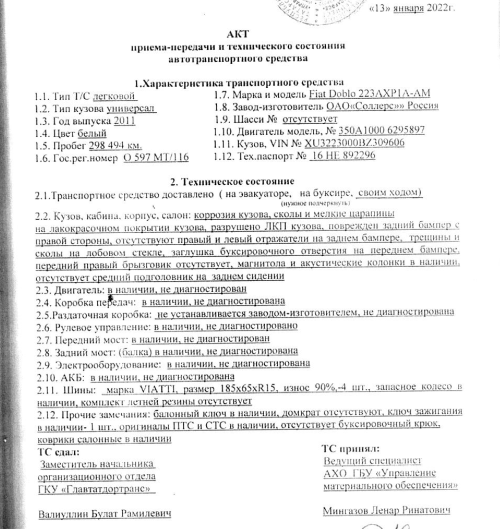 «13» января 2022г.
АКТ
приема-передачи и технического состояния
автотранспортного средства
1.Характеристика транспортного средства
1.1. Тип Т/С легковой
1.2. Тип кузова универсал
1.3. Год выпуска 2011
1.4. Цвет белый
1.5. Пробег 298 494 км.
1.6. Гос.рег.номер О 597 МТ/116
1.7. Марка и модель Fiat Doblo 223AXP1A-AM
1.8. Завод-изготовитель ОАО«Соллерс»» Россия
1.9. Шасси № отсутствует
1.10. Двигатель модель, № 350A1000 6295897
1.11. Кузов, VIN № XU3223000BZ309606
1.12. Тех.паспорт № 16 НЕ 892296
2. Техническое состояние
2.1.Транспортное средство доставлено ( на эвакуаторе, на буксире, своим ходом)
(нужное подчеркнуть)
2.2. Кузов, кабина, корпус, салон: коррозия кузова, сколы и мелкие царапины
на лакокрасочном покрытии кузова, разрушено ЛКП кузова, поврежден задний бампер с
правой стороны, отсутствуют правый и левый отражатели на заднем бампере, трещины и
сколы на лобовом стекле, заглушка буксировочного отверстия на переднем бампере,
передний правый брызговик отсутствует, магнитола и акустические колонки в наличии,
отсутствует средний подголовник на заднем сидении
2.3. Двигатель: в наличии, не диагностирован
2.4. Коробка передач: в наличии, не диагностирована
2.5.Раздаточная коробка: не устанавливается заводом-изготовителем, не диагностирована
2.6. Рулевое управление: в наличии, не диагностировано
2.7. Передний мост: в наличии, не диагностирован
2.8. Задний мост: (балка) в наличии, не диагностирована
2.9. Электрооборудование: в наличии, не диагностировано
2.10. АКБ: в наличии, не диагностирована
2.11. Шины: марка VIATTI, размер 185х65хR15, износ 90%,-4 шт., запасное колесо в
наличии, комплект летней резины отсутствует
2.12. Прочие замечания: балонный ключ в наличии, домкрат отсутствуют, ключ зажигания
в наличии- 1 шт., оригиналы ПТС и СТС в наличии, отсутствует буксировочный крюк,
коврики салонные в наличии
ТС сдал:
Заместитель начальника
организационного отдела
ГКУ «Главтатдортранс»
Валиуллин Булат Рамилевич
ТС принял:
Ведущий специалист
АХО ГБУ «Управление
материального обеспечения»
Мингазов Ленар Ринатович